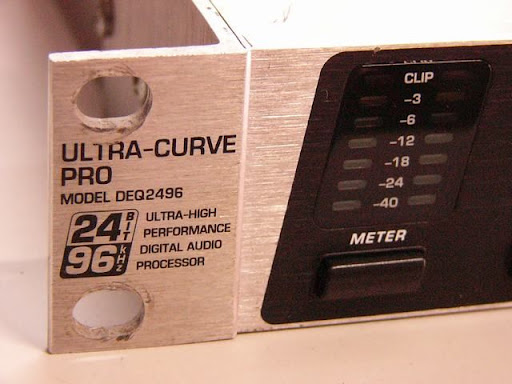 ULTRA-CURVE
PRO
MODEL DEQ2496
24 BIT
96 kHz
ULTRA-HIGH
PERFORMANCE
DIGITAL AUDIO
PROCESSOR
CLIP
-3
-6
-12
-18
-24
-40
METER